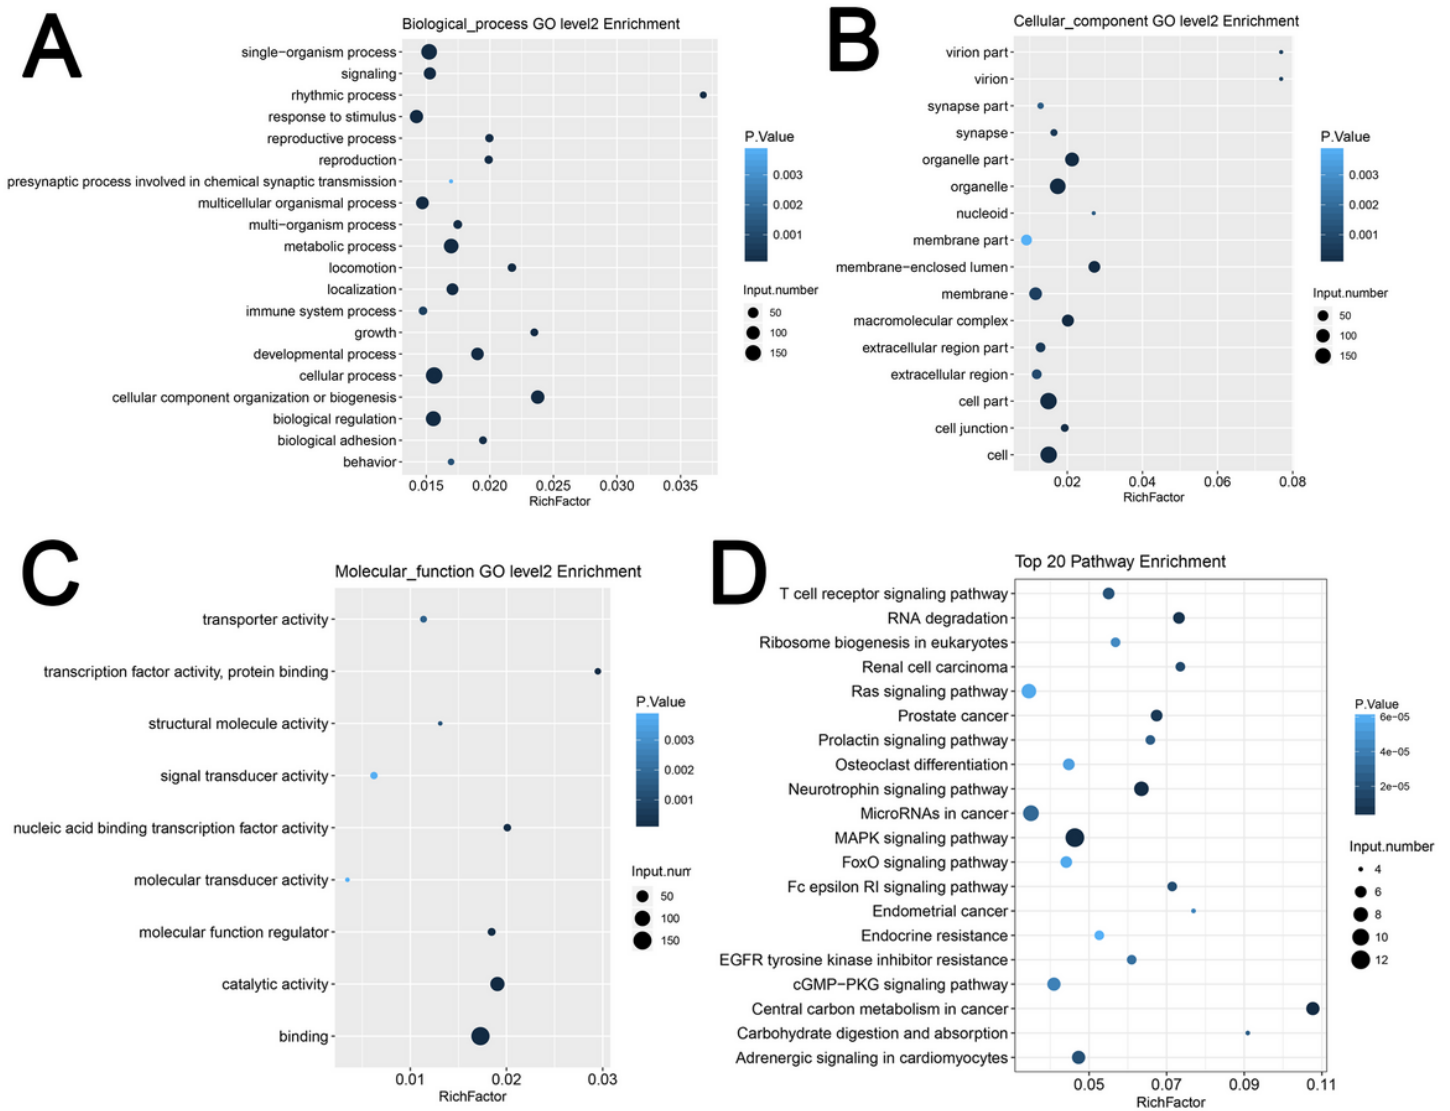 A
Biological_process GO level2 Enrichment
single−organism process
signaling
rhythmic process
response to stimulus
reproductive process
reproduction
presynaptic process involved in chemical synaptic transmission
multicellular organismal process
multi−organism process
metabolic process
locomotion
localization
immune system process
growth
developmental process
cellular process
cellular component organization or biogenesis
biological regulation
biological adhesion
behavior
0.015 0.020 0.025 0.030 0.035
RichFactor
P.Value
0.003
0.002
0.001
Input.number
50
100
150
B
Cellular_component GO level2 Enrichment
virion part
virion
synapse part
synapse
organelle part
organelle
nucleoid
membrane part
membrane−enclosed lumen
membrane
macromolecular complex
extracellular region part
extracellular region
cell part
cell junction
cell
0.02 0.04 0.06 0.08
RichFactor
P.Value
0.003
0.002
0.001
Input.number
50
100
150
C
Molecular_function GO level2 Enrichment
transporter activity
transcription factor activity, protein binding
structural molecule activity
signal transducer activity
nucleic acid binding transcription factor activity
molecular transducer activity
molecular function regulator
catalytic activity
binding
0.01 0.02 0.03
RichFactor
P.Value
0.003
0.002
0.001
Input.num
50
100
150
D
Top 20 Pathway Enrichment
T cell receptor signaling pathway
RNA degradation
Ribosome biogenesis in eukaryotes
Renal cell carcinoma
Ras signaling pathway
Prostate cancer
Prolactin signaling pathway
Osteoclast differentiation
Neurotrophin signaling pathway
MicroRNAs in cancer
MAPK signaling pathway
FoxO signaling pathway
Fc epsilon RI signaling pathway
Endometrial cancer
Endocrine resistance
EGFR tyrosine kinase inhibitor resistance
cGMP−PKG signaling pathway
Central carbon metabolism in cancer
Carbohydrate digestion and absorption
Adrenergic signaling in cardiomyocytes
0.05 0.07 0.09 0.11
RichFactor
P.Value
6e−05
4e−05
2e−05
Input.number
4
6
8
10
12